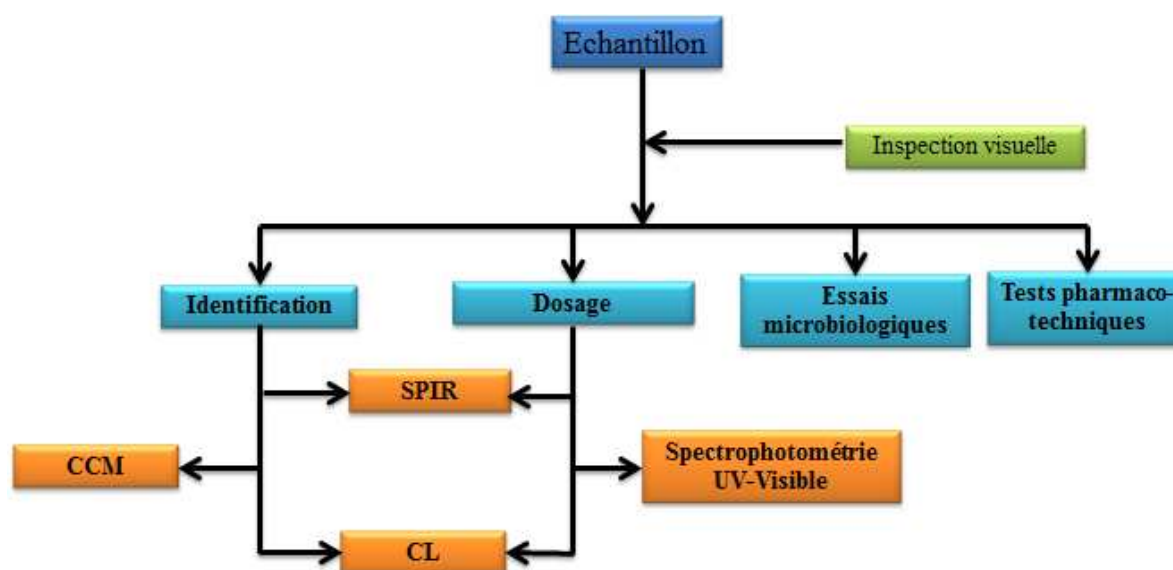 Echantillon
Inspection visuelle
Identification
Dosage
Essais
microbiologiques
Tests pharmaco-
techniques
SPIR
CCM
Spectrophotométrie
UV-Visible
CL